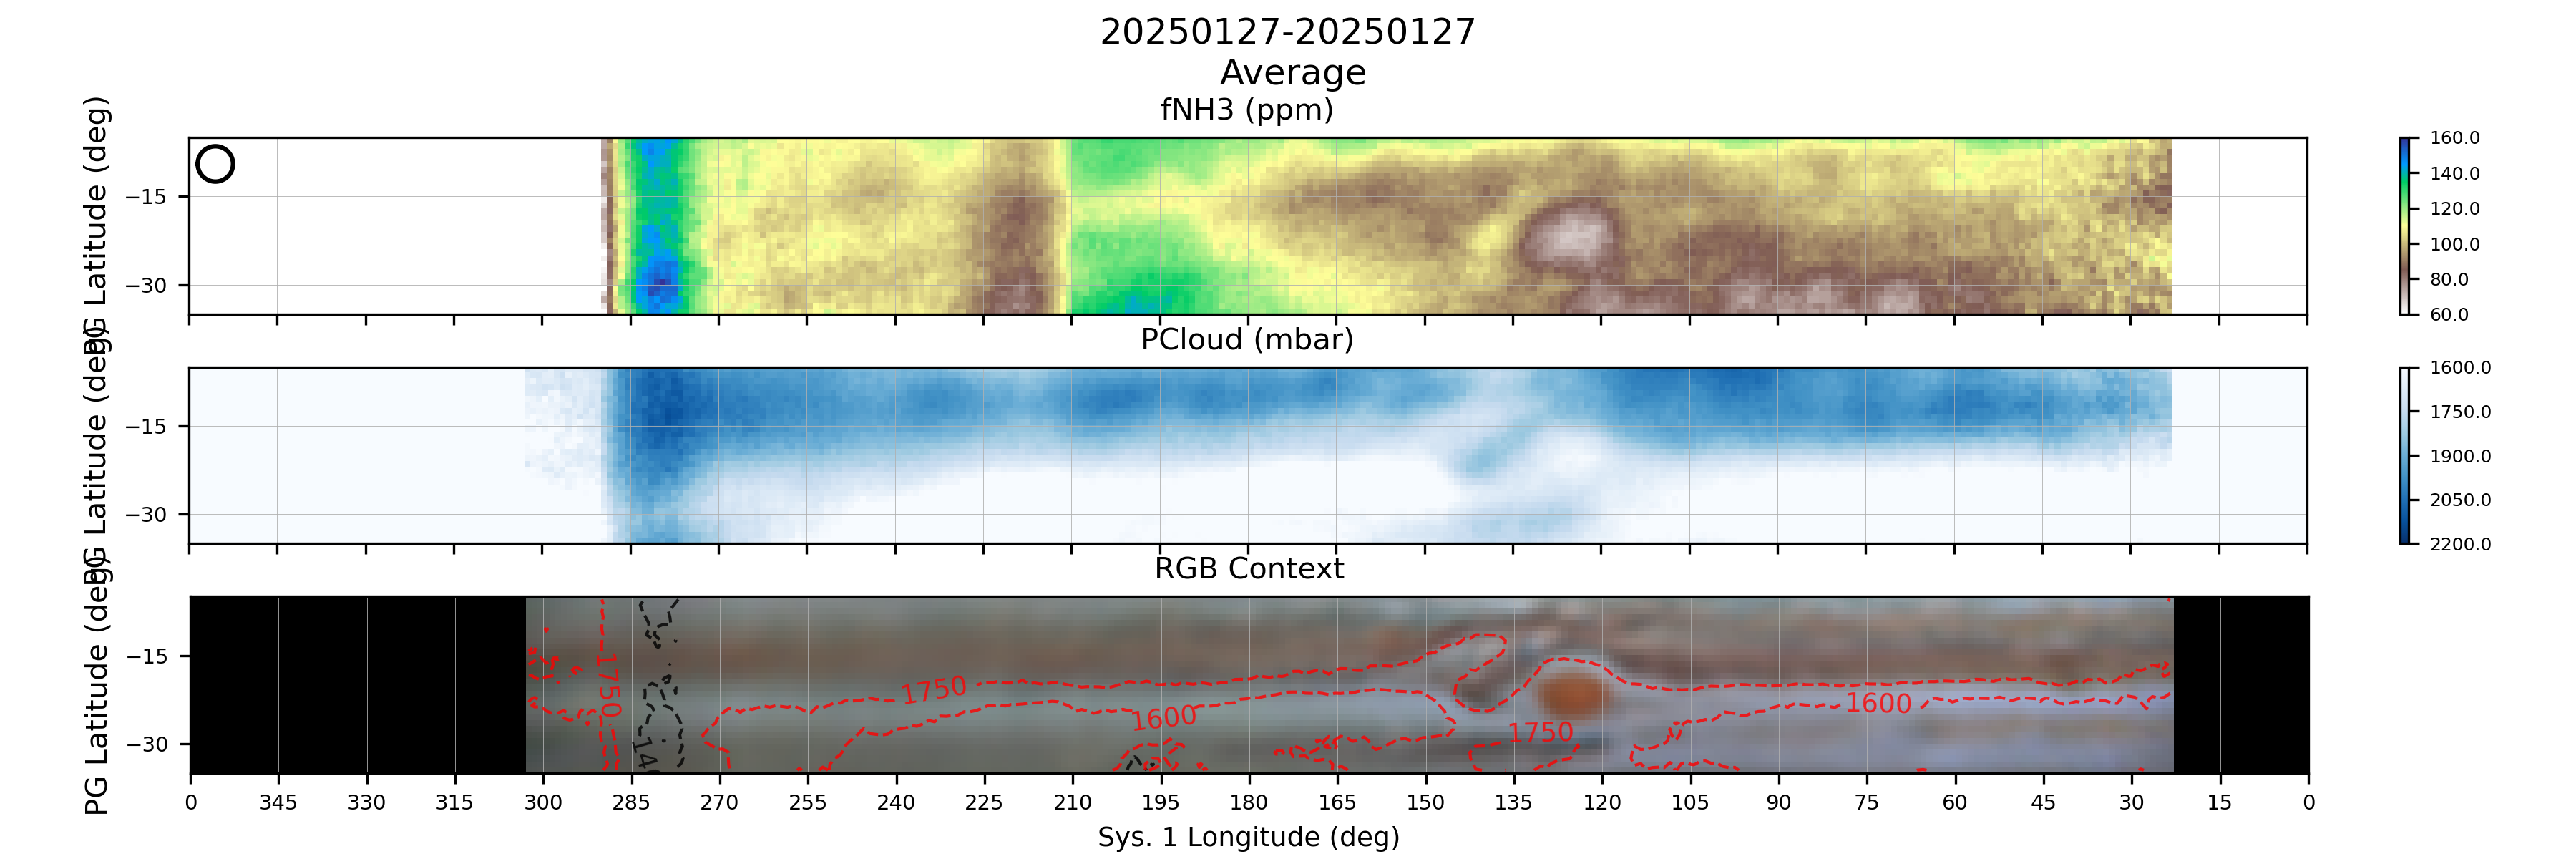 20250127-20250127
Average
fNH3 (ppm)
PG Latitude (deg)
−15
−30
160.0
140.0
120.0
100.0
80.0
60.0
PCloud (mbar)
PG Latitude (deg)
−15
−30
1600.0
1750.0
1900.0
2050.0
2200.0
RGB Context
PG Latitude (deg)
−15
−30
1750
1750
1600
1750
1600
0 345 330 315 300 285 270 255 240 225 210 195 180 165 150 135 120 105 90 75 60 45 30 15 0
Sys. 1 Longitude (deg)